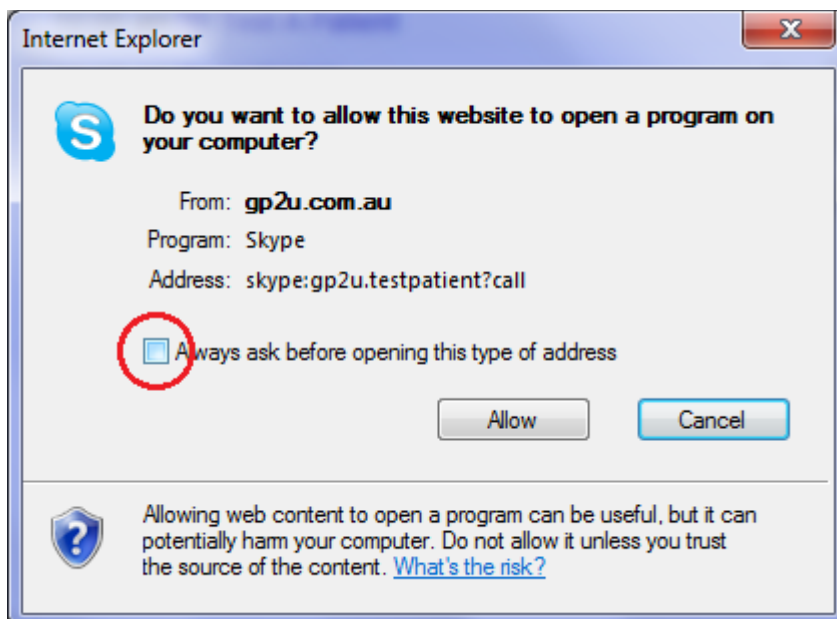 Internet Explorer
Do you want to allow this website to open a program on
your computer?
From: gp2u.com.au
Program: Skype
Address: skype:gp2u.testpatient?call
Always ask before opening this type of address
Allow Cancel
Allowing web content to open a program can be useful, but it can
potentially harm your computer. Do not allow it unless you trust
the source of the content. What's the risk?